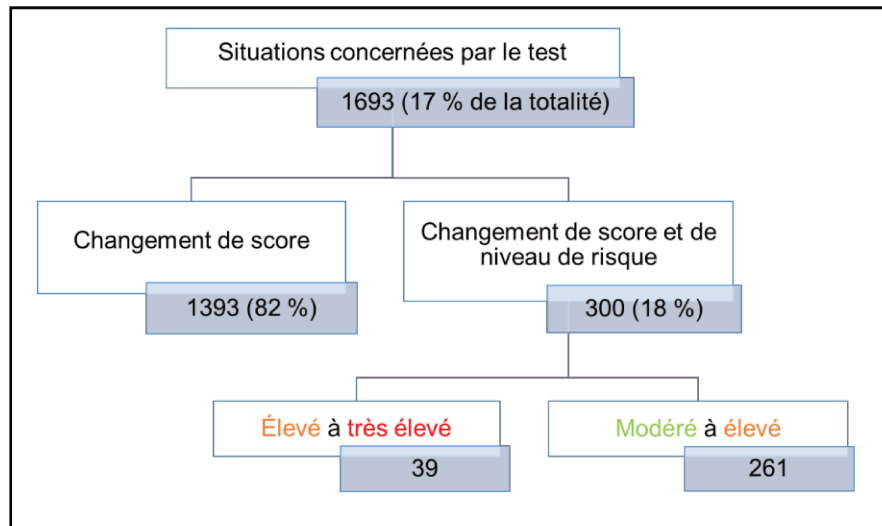 Situations concernées par le test
1693 (17 % de la totalité)
Changement de score
1393 (82 %)
Changement de score et de
niveau de risque
300 (18 %)
Élevé à très élevé
39
Modéré à élevé
261